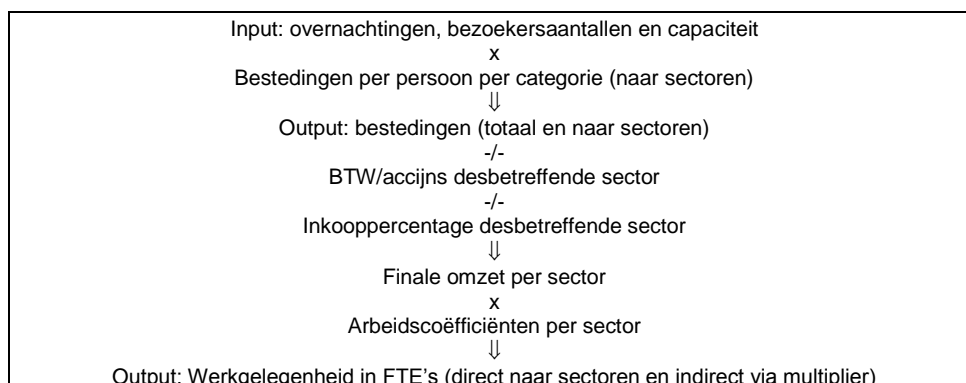 Input: overnachtingen, bezoekersaantallen en capaciteit
x
Bestedingen per persoon per categorie (naar sectoren)
⇓
Output: bestedingen (totaal en naar sectoren)
-/-
BTW/accijns desbetreffende sector
-/-
Inkooppercentage desbetreffende sector
⇓
Finale omzet per sector
x
Arbeidscoëfficiënten per sector
⇓
Output: Werkgelegenheid in FTE's (direct naar sectoren en indirect via multiplier)